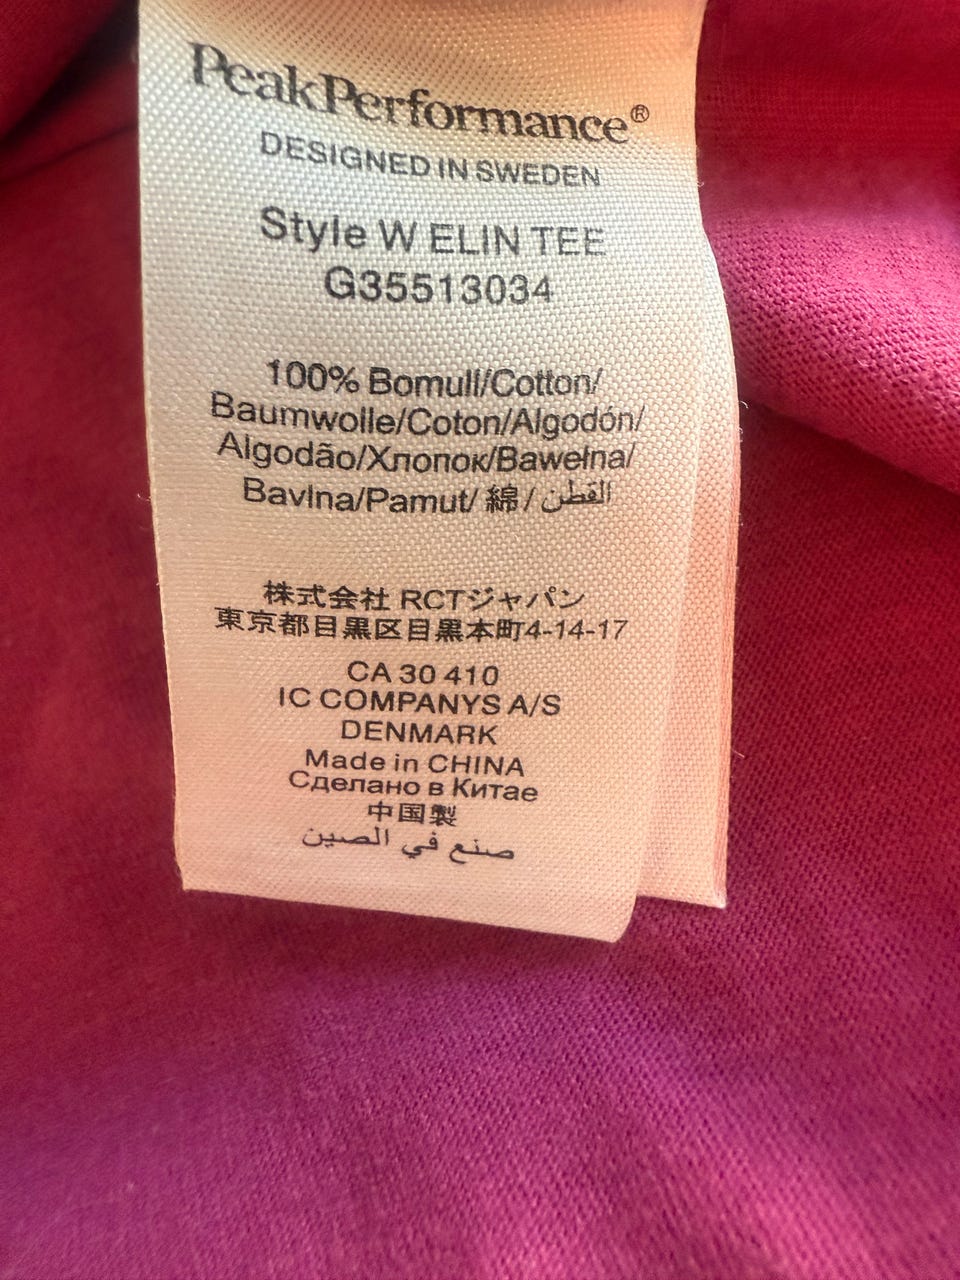 PeakPerformance®
DESIGNED IN SWEDEN
Style W ELIN TEE
G35513034
100% Bomull/Cotton/
Baumwolle/Coton/Algodón/
Algodão/Хлопок/Bawełna/
Bavlna/Pamut/ 綿 / القطن
株式会社 RCTジャパン
東京都目黒区目黒本町4-14-17
CA 30 410
IC COMPANYS A/S
DENMARK
Made in CHINA
Сделано в Китае
中国製
صنع في الصين